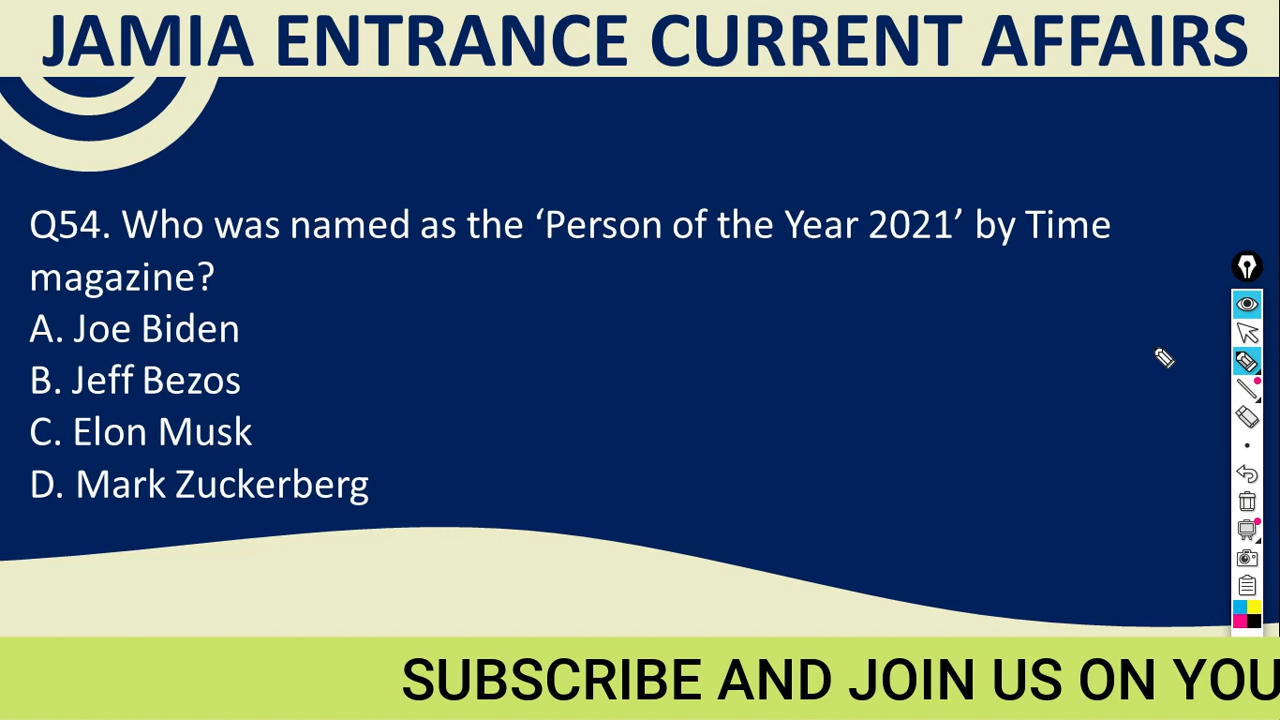 JAMIA ENTRANCE CURRENT AFFAIRS
Q54. Who was named as the ‘Person of the Year 2021’ by Time
magazine?
A. Joe Biden
B. Jeff Bezos
C. Elon Musk
D. Mark Zuckerberg
SUBSCRIBE AND JOIN US ON YOU